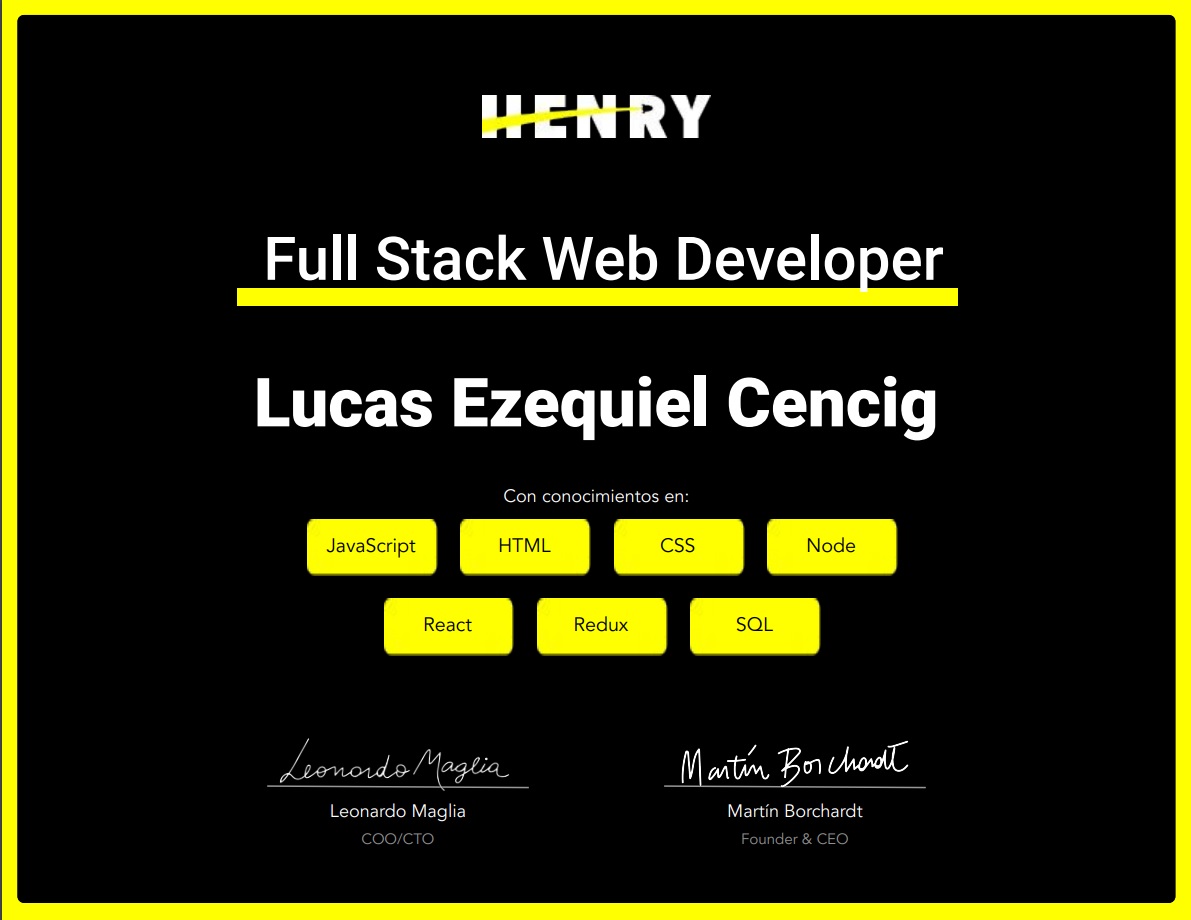 HENRY
Full Stack Web Developer
Lucas Ezequiel Cencig
Con conocimientos en:
JavaScript HTML CSS Node
React Redux SQL
Leonardo Maglia Martín Borchardt
Leonardo Maglia Martín Borchardt
COO/CTO Founder & CEO